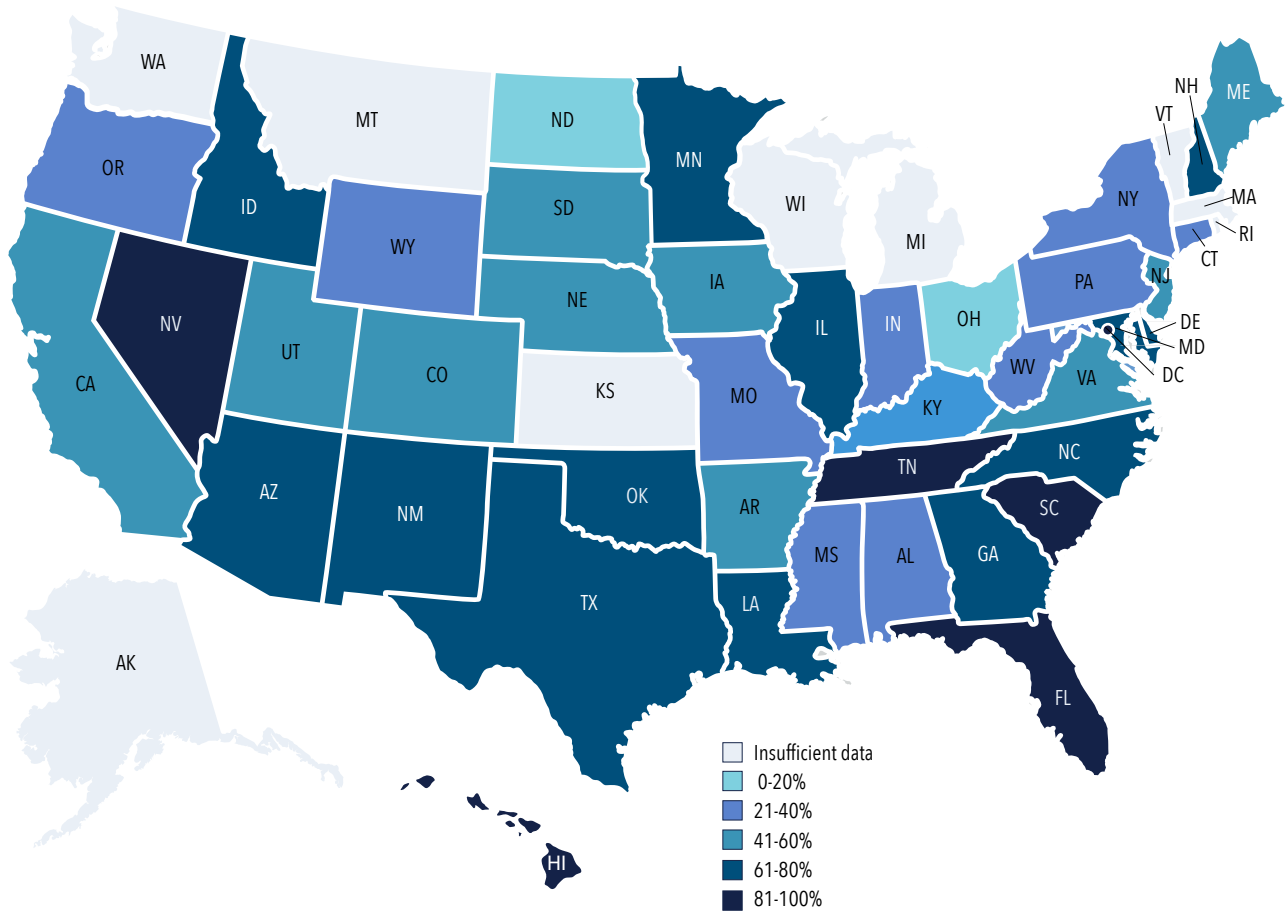 WA
MT
ND
MN
VT
NH
ME
OR
ID
SD
WI
MI
NY
MA
RI
CT
WY
NE
IA
PA
NJ
NV
UT
CO
IL
IN
OH
DE
MD
DC
CA
KS
MO
WV
VA
KY
AZ
NM
OK
AR
TN
NC
SC
TX
LA
MS
AL
GA
FL
AK
HI
Insufficient data
0-20%
21-40%
41-60%
61-80%
81-100%